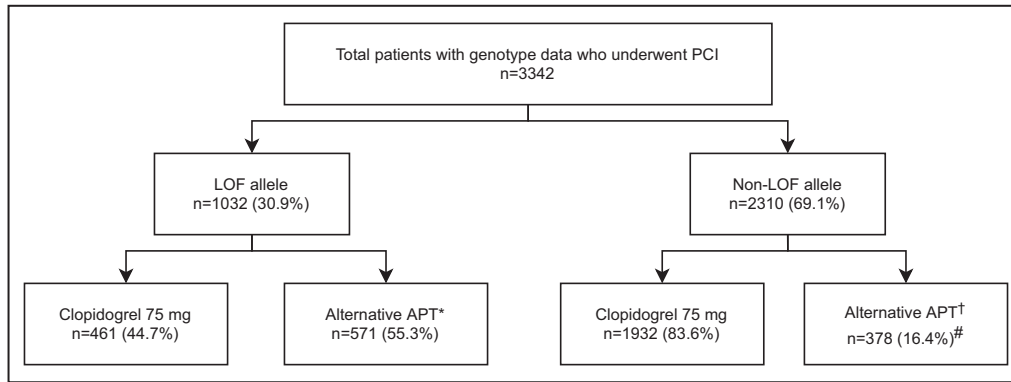 Total patients with genotype data who underwent PCI
n=3342
LOF allele
n=1032 (30.9%)
Non-LOF allele
n=2310 (69.1%)
Clopidogrel 75 mg
n=461 (44.7%)
Alternative APT*
n=571 (55.3%)
Clopidogrel 75 mg
n=1932 (83.6%)
Alternative APT†
n=378 (16.4%)#